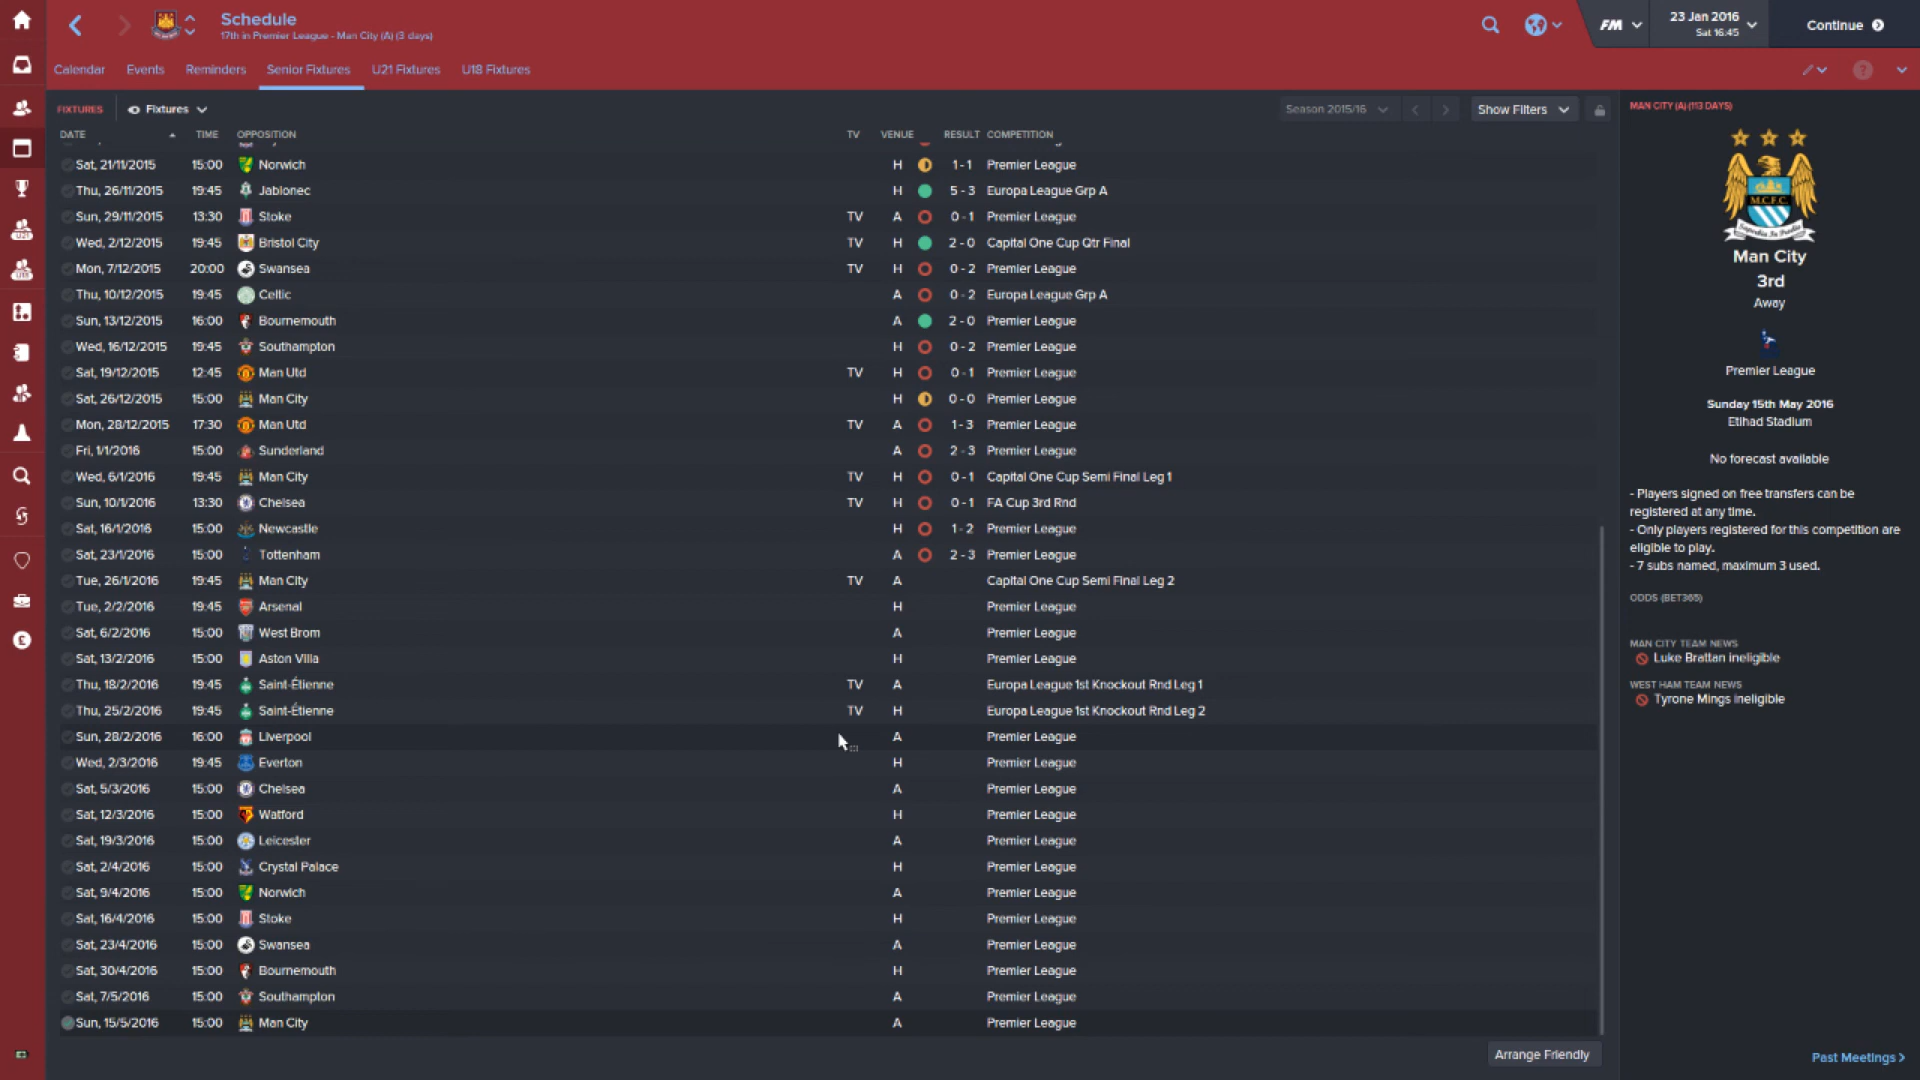 Schedule
17th in Premier League - Man City (A) (3 days)
FM
23 Jan 2016
Sat 16:45
Continue
Calendar Events Reminders Senior Fixtures U21 Fixtures U18 Fixtures
FIXTURES Fixtures Season 2015/16 Show Filters
DATE TIME OPPOSITION TV VENUE RESULT COMPETITION
Sat, 21/11/2015 15:00 Norwich H 1 - 1 Premier League
Thu, 26/11/2015 19:45 Jablonec H 5 - 3 Europa League Grp A
Sun, 29/11/2015 13:30 Stoke TV A 0 - 1 Premier League
Wed, 2/12/2015 19:45 Bristol City TV H 2 - 0 Capital One Cup Qtr Final
Mon, 7/12/2015 20:00 Swansea TV H 0 - 2 Premier League
Thu, 10/12/2015 19:45 Celtic A 0 - 2 Europa League Grp A
Sun, 13/12/2015 16:00 Bournemouth A 2 - 0 Premier League
Wed, 16/12/2015 19:45 Southampton H 0 - 2 Premier League
Sat, 19/12/2015 12:45 Man Utd TV H 0 - 1 Premier League
Sat, 26/12/2015 15:00 Man City H 0 - 0 Premier League
Mon, 28/12/2015 17:30 Man Utd TV A 1 - 3 Premier League
Fri, 1/1/2016 15:00 Sunderland A 2 - 3 Premier League
Wed, 6/1/2016 19:45 Man City TV H 0 - 1 Capital One Cup Semi Final Leg 1
Sun, 10/1/2016 13:30 Chelsea TV H 0 - 1 FA Cup 3rd Rnd
Sat, 16/1/2016 15:00 Newcastle H 1 - 2 Premier League
Sat, 23/1/2016 15:00 Tottenham A 2 - 3 Premier League
Tue, 26/1/2016 19:45 Man City TV A Capital One Cup Semi Final Leg 2
Tue, 2/2/2016 19:45 Arsenal H Premier League
Sat, 6/2/2016 15:00 West Brom A Premier League
Sat, 13/2/2016 15:00 Aston Villa H Premier League
Thu, 18/2/2016 19:45 Saint-Étienne TV A Europa League 1st Knockout Rnd Leg 1
Thu, 25/2/2016 19:45 Saint-Étienne TV H Europa League 1st Knockout Rnd Leg 2
Sun, 28/2/2016 16:00 Liverpool A Premier League
Wed, 2/3/2016 19:45 Everton H Premier League
Sat, 5/3/2016 15:00 Chelsea A Premier League
Sat, 12/3/2016 15:00 Watford H Premier League
Sat, 19/3/2016 15:00 Leicester A Premier League
Sat, 2/4/2016 15:00 Crystal Palace H Premier League
Sat, 9/4/2016 15:00 Norwich A Premier League
Sat, 16/4/2016 15:00 Stoke H Premier League
Sat, 23/4/2016 15:00 Swansea A Premier League
Sat, 30/4/2016 15:00 Bournemouth H Premier League
Sat, 7/5/2016 15:00 Southampton A Premier League
Sun, 15/5/2016 15:00 Man City A Premier League
Arrange Friendly
MAN CITY (A) (113 DAYS)
M.C.F.C.
Man City
3rd
Away
Premier League
Sunday 15th May 2016
Etihad Stadium
No forecast available
- Players signed on free transfers can be
registered at any time.
- Only players registered for this competition are
eligible to play.
- 7 subs named, maximum 3 used.
ODDS (BET365)
MAN CITY TEAM NEWS
Luke Brattan ineligible
WEST HAM TEAM NEWS
Tyrone Mings ineligible
Past Meetings >